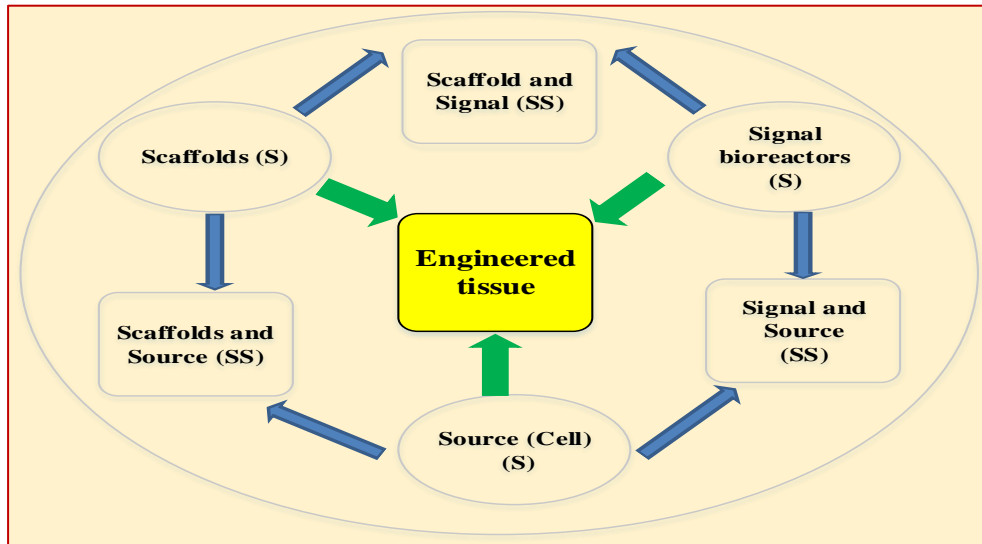 Scaffold and
Signal (SS)
Scaffolds (S)
Signal
bioreactors
(S)
Engineered
tissue
Scaffolds and
Source (SS)
Signal and
Source
(SS)
Source (Cell)
(S)